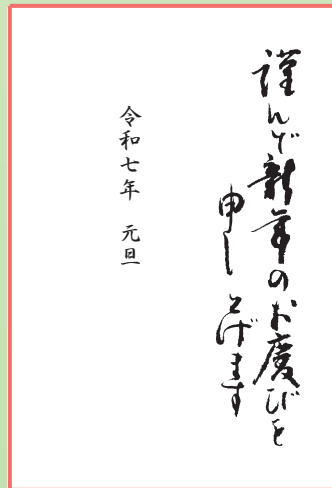 謹んで新年のお慶びを
申し上げます
令和七年　元旦